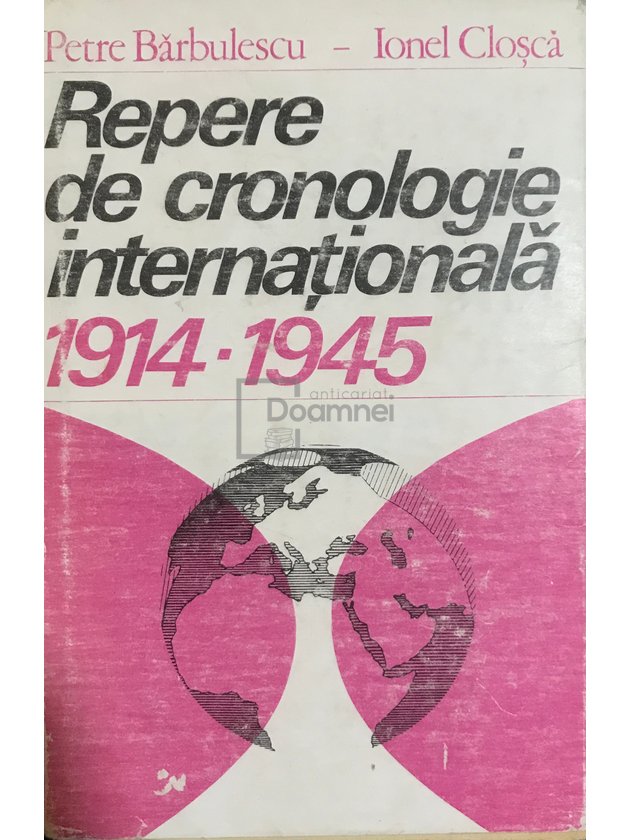 Petre Bărbulescu – Ionel Cloșcă
Repere
de cronologie
internațională
1914·1945
anticariat
Doamnei